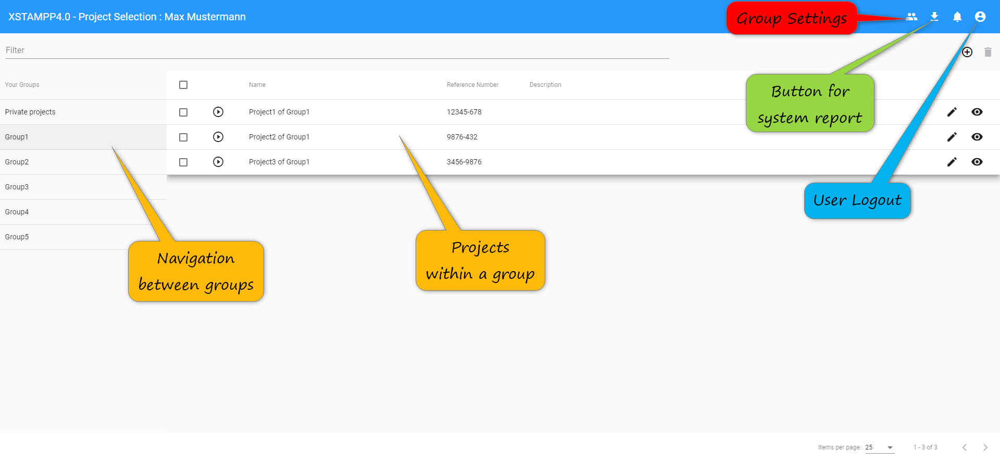 XSTAMPP4.0 - Project Selection : Max Mustermann
Group Settings
Filter
Your Groups
Name
Reference Number
Description
Button for
system report
Private projects
Project1 of Group1
12345-678
Group1
Project2 of Group1
9876-432
Group2
Project3 of Group1
3456-9876
Group3
User Logout
Group4
Group5
Navigation
between groups
Projects
within a group
Items per page: 25
1 - 3 of 3